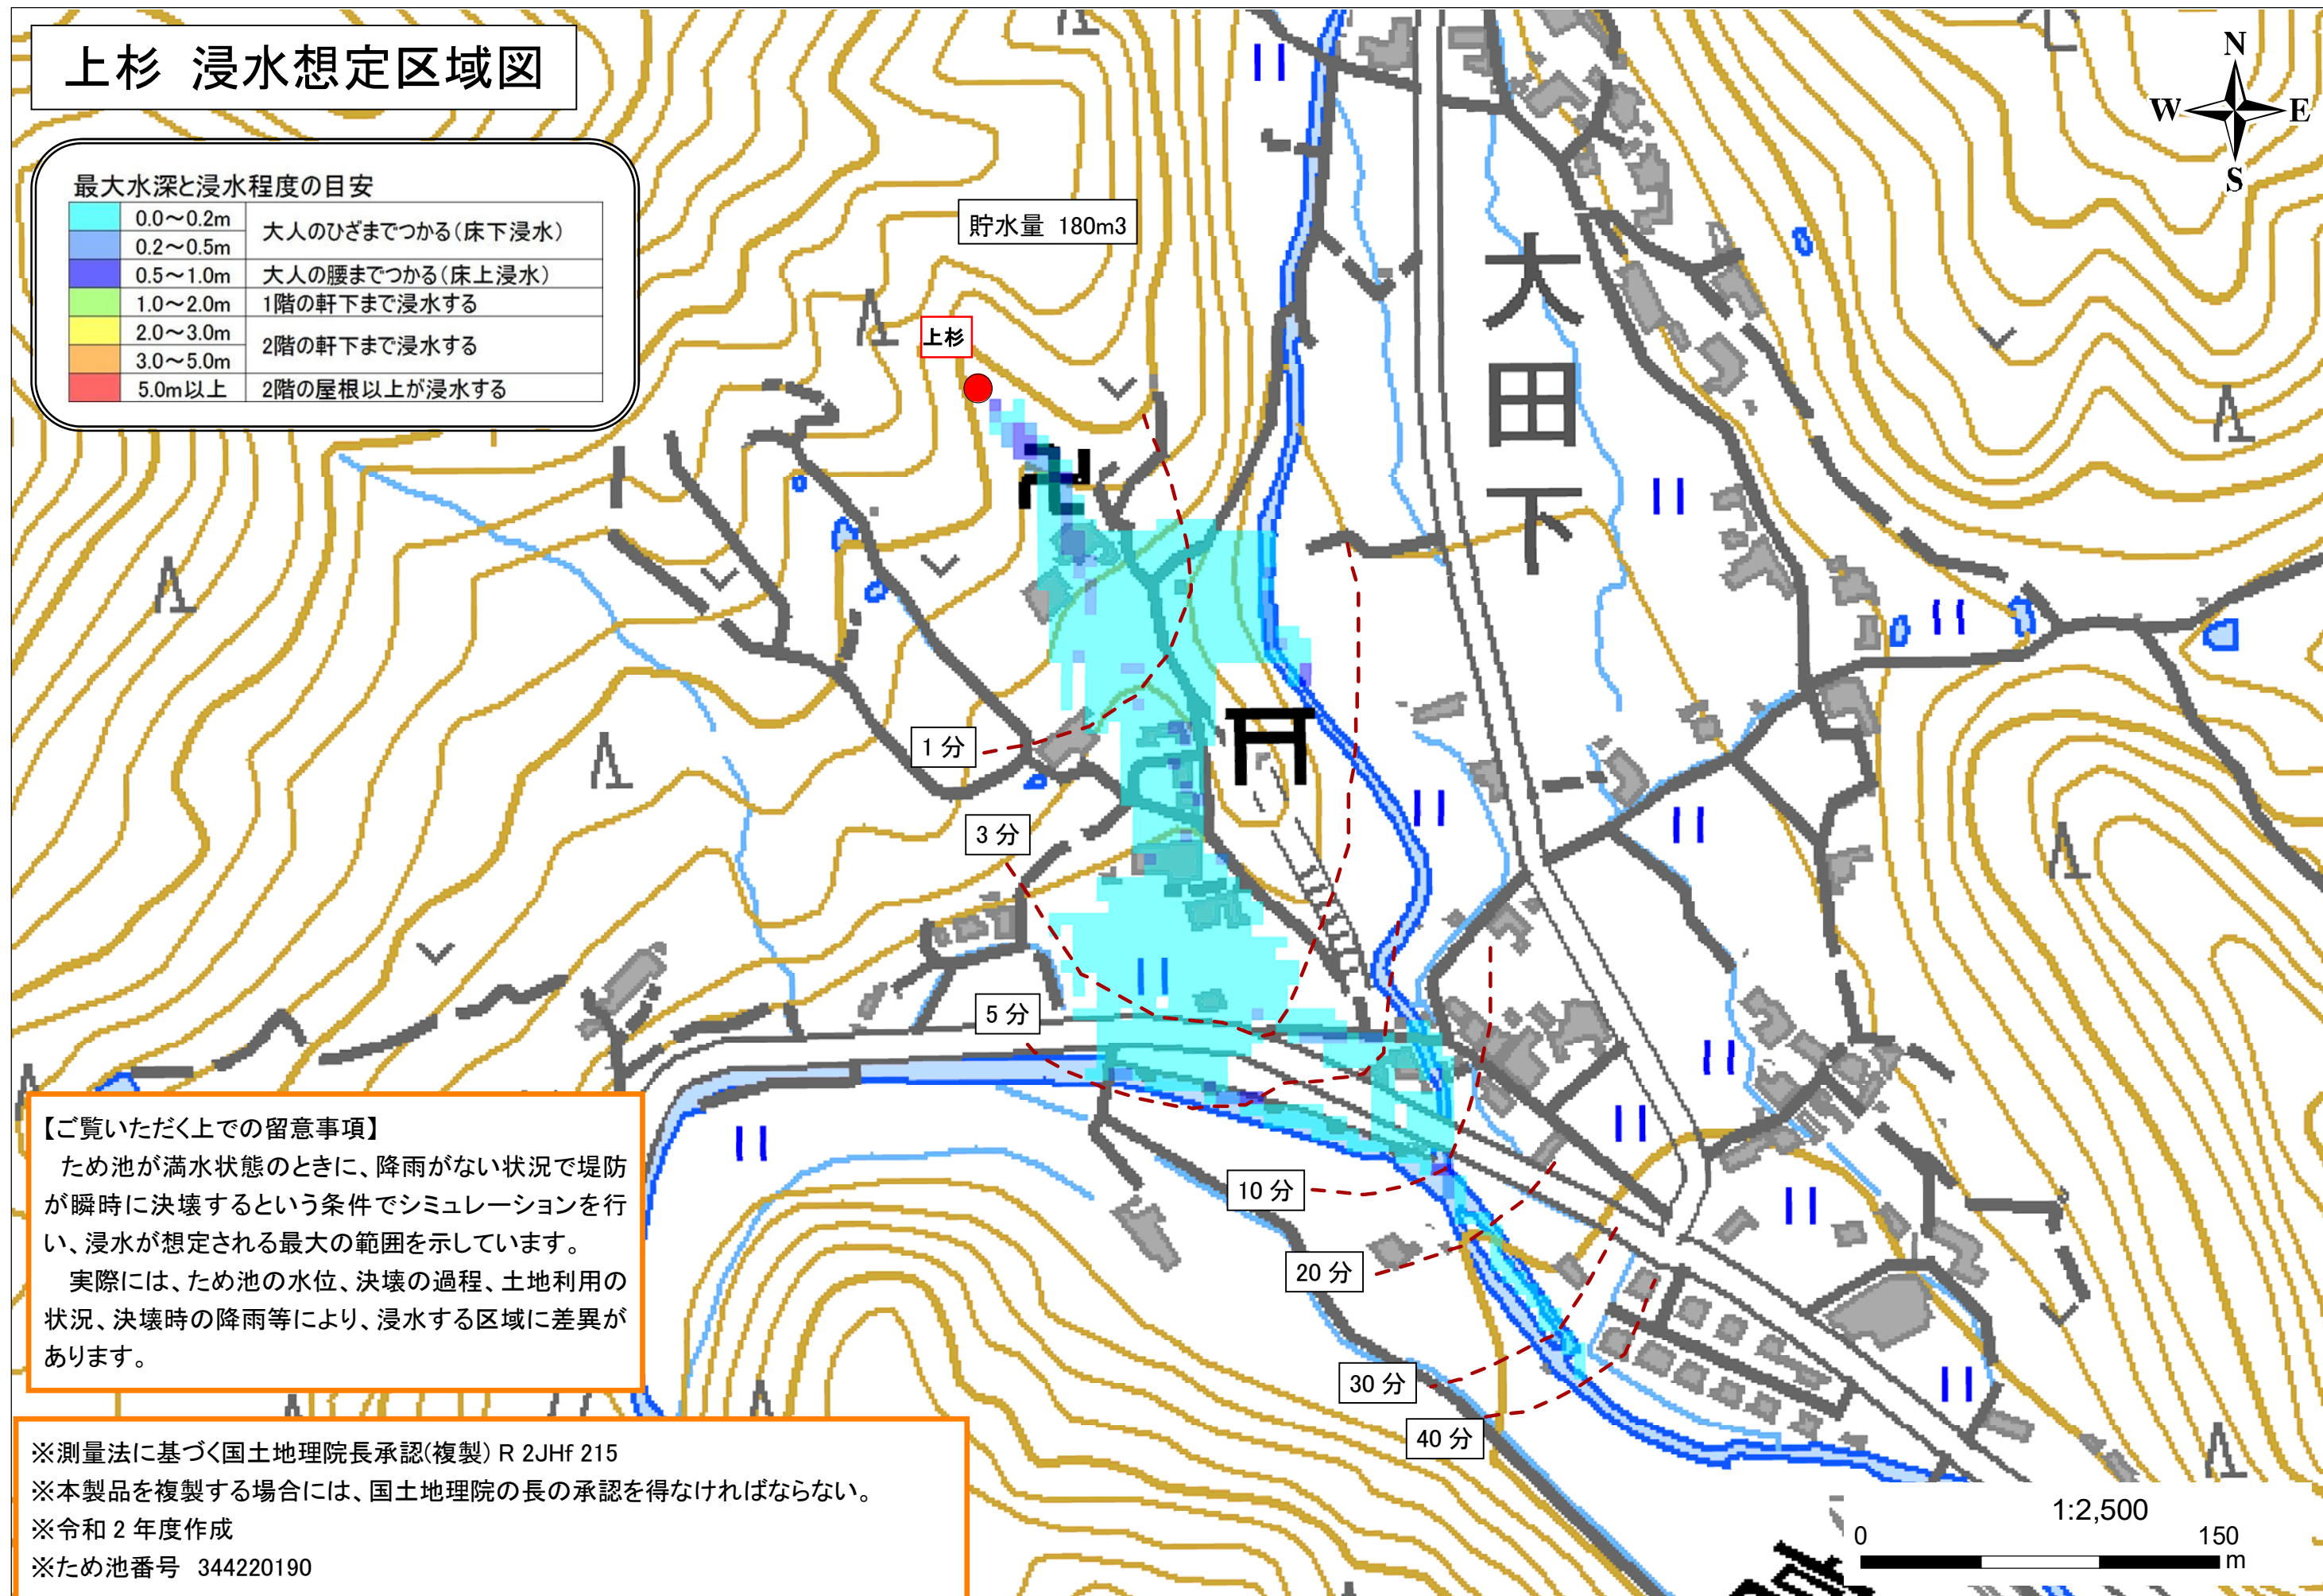 上杉 浸水想定区域図
N
W
E
S
最大水深と浸水程度の目安
0.0～0.2m
大人のひざまでつかる(床下浸水)
0.2～0.5m
0.5～1.0m 大人の腰までつかる(床上浸水)
1.0～2.0m 1階の軒下まで浸水する
2.0～3.0m
2階の軒下まで浸水する
3.0～5.0m
5.0m以上 2階の屋根以上が浸水する
貯水量 180m3
上杉
大田下
1 分
3 分
5 分
10 分
20 分
30 分
40 分
【ご覧いただく上での留意事項】
ため池が満水状態のときに、降雨がない状況で堤防
が瞬時に決壊するという条件でシミュレーションを行
い、浸水が想定される最大の範囲を示しています。
実際には、ため池の水位、決壊の過程、土地利用の
状況、決壊時の降雨等により、浸水する区域に差異が
あります。
※測量法に基づく国土地理院長承認(複製) R 2JHf 215
※本製品を複製する場合には、国土地理院の長の承認を得なければならない。
※令和 2 年度作成
※ため池番号 344220190
1:2,500
0 150
m